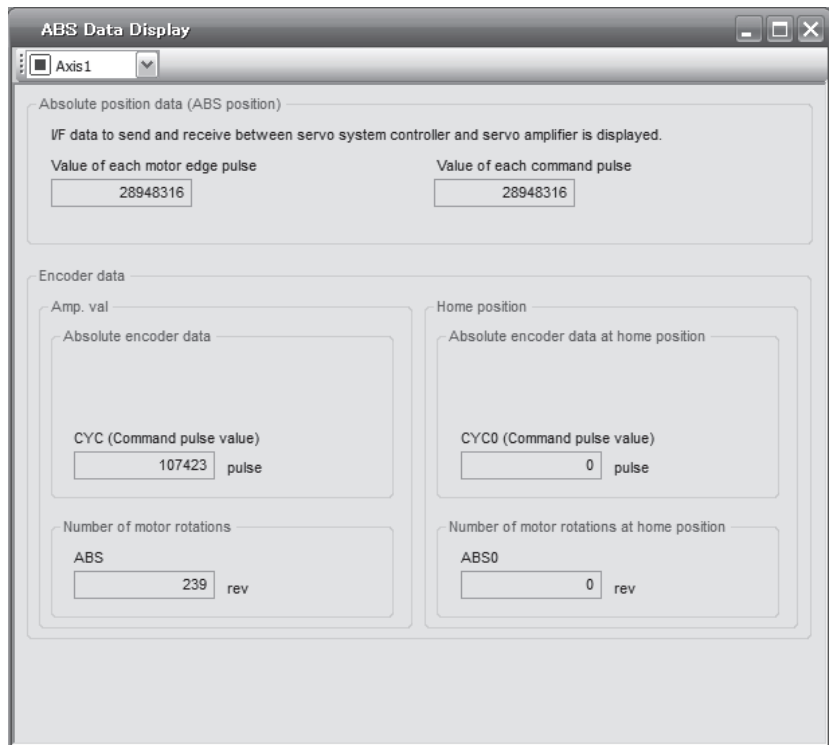 ABS Data Display
Axis1
Absolute position data (ABS position)
I/F data to send and receive between servo system controller and servo amplifier is displayed.
Value of each motor edge pulse
Value of each command pulse
28948316
28948316
Encoder data
Amp. val
Home position
Absolute encoder data
Absolute encoder data at home position
CYC (Command pulse value)
CYC0 (Command pulse value)
107423 pulse
0 pulse
Number of motor rotations
Number of motor rotations at home position
ABS
ABS0
239 rev
0 rev